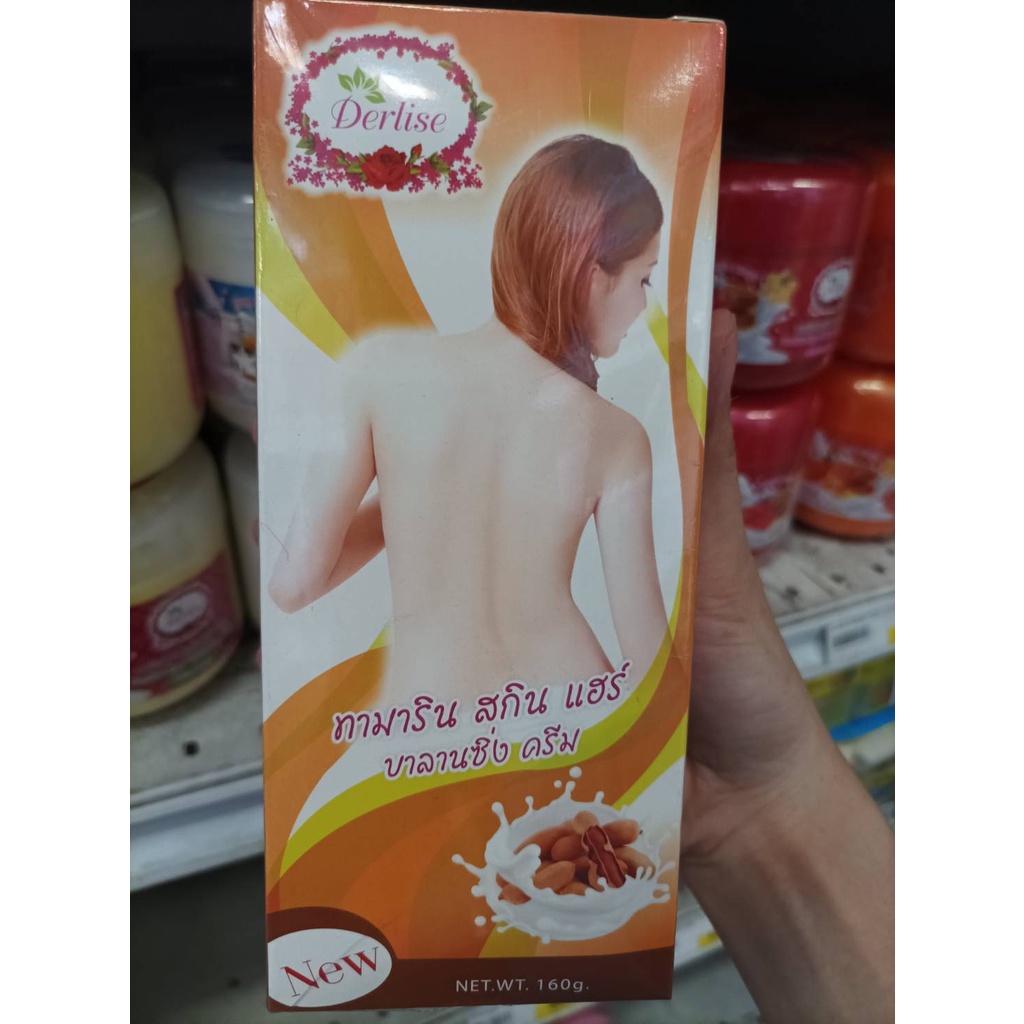 Derlise
ทามาริน สกิน แฮร์
บาลานซิ่ง ครีม
New
NET.WT. 160g.